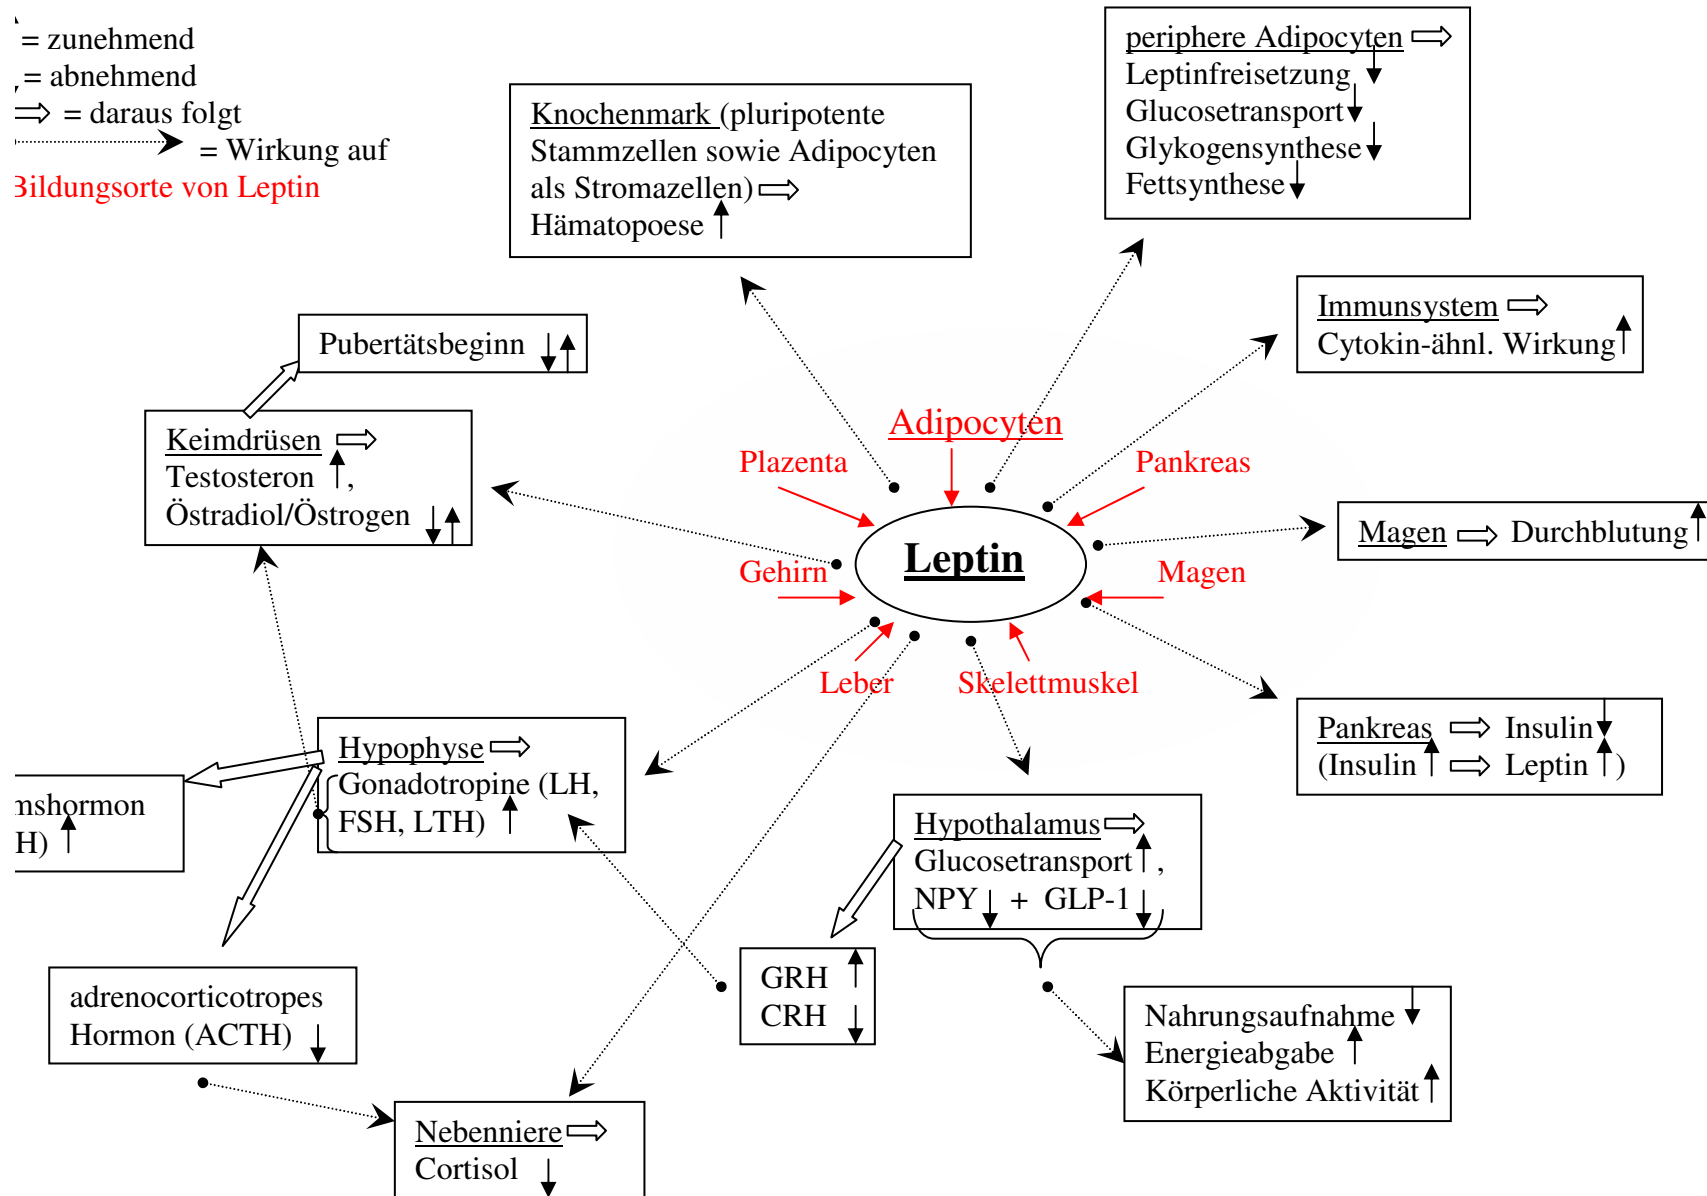 = zunehmend
= abnehmend
= daraus folgt
= Wirkung auf
Bildungsorte von Leptin
Knochenmark (pluripotente
Stammzellen sowie Adipocyten
als Stromazellen) ⇨
Hämatopoese ↑
periphere Adipocyten ⇨
Leptinfreisetzung ↓
Glucosetransport ↓
Glykogensynthese ↓
Fettsynthese ↓
Immunsystem ⇨
Cytokin-ähnl. Wirkung ↑
Pubertätsbeginn ↓↑
Keimdrüsen ⇨
Testosteron ↑,
Östradiol/Östrogen ↓↑
Adipocyten
Plazenta
Pankreas
Magen ⇨ Durchblutung ↑
Leptin
Gehirn
Magen
Leber
Skelettmuskel
Pankreas ⇨ Insulin ↓
(Insulin ↑ ⇨ Leptin ↑)
Hypophyse ⇨
Gonadotropine (LH,
FSH, LTH) ↑
mshormon
H) ↑
Hypothalamus ⇨
Glucosetransport ↑,
NPY ↓ + GLP-1 ↓
GRH ↑
CRH ↓
adrenocorticotropes
Hormon (ACTH) ↓
Nahrungsaufnahme ↓
Energieabgabe ↑
Körperliche Aktivität ↑
Nebenniere ⇨
Cortisol ↓